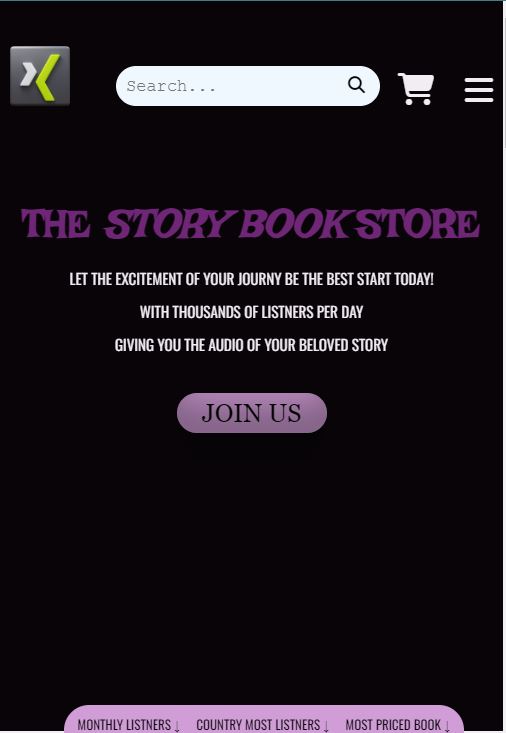 Search...
THE STORY BOOK STORE
LET THE EXCITEMENT OF YOUR JOURNY BE THE BEST START TODAY!
WITH THOUSANDS OF LISTNERS PER DAY
GIVING YOU THE AUDIO OF YOUR BELOVED STORY
JOIN US
MONTHLY LISTNERS ↓ COUNTRY MOST LISTNERS ↓ MOST PRICED BOOK ↓